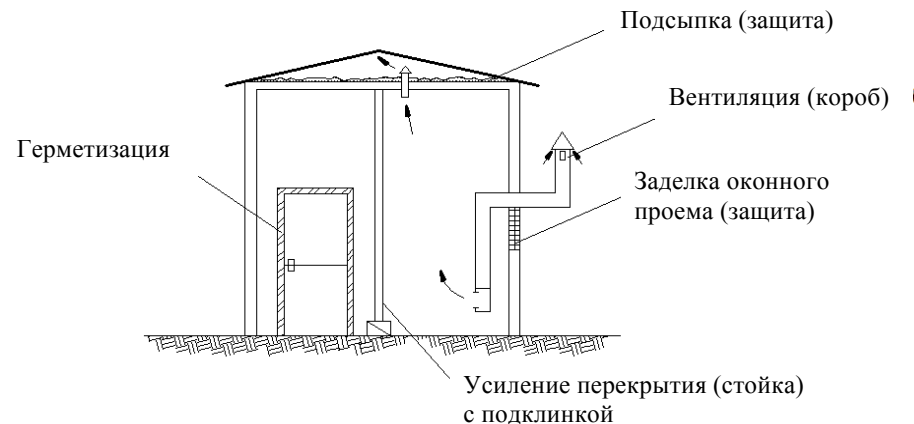 Подсыпка (защита)
Вентиляция (короб)
Герметизация
Заделка оконного
проема (защита)
Усиление перекрытия (стойка)
с подклинкой